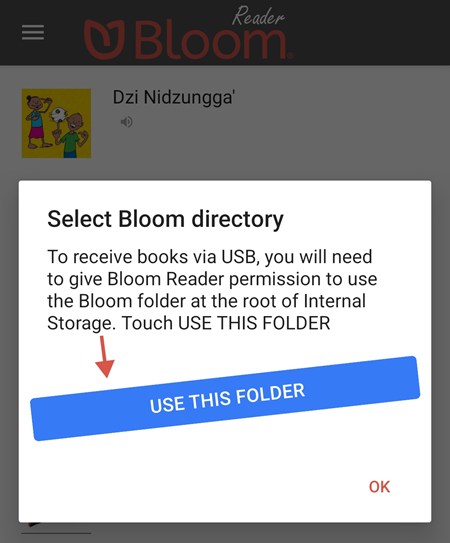 Reader
Bloom
Dzi Nidzungga'
Select Bloom directory
To receive books via USB, you will need
to give Bloom Reader permission to use
the Bloom folder at the root of Internal
Storage. Touch USE THIS FOLDER
USE THIS FOLDER
OK